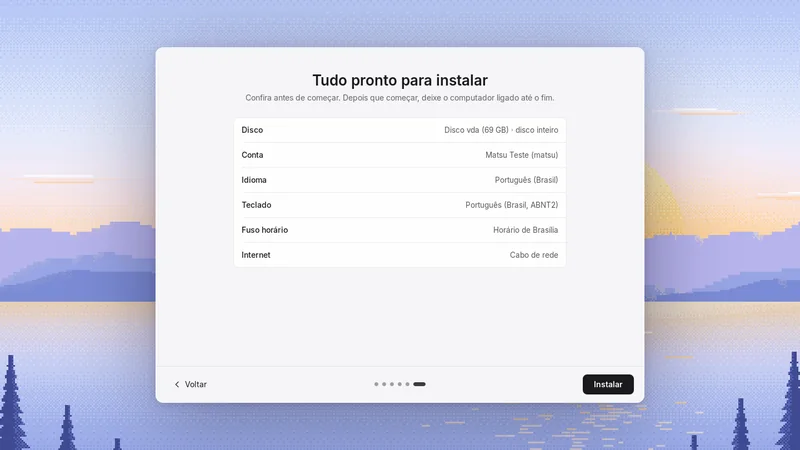 Tudo pronto para instalar
Confira antes de começar. Depois que começar, deixe o computador ligado até o fim.
Disco Disco vda (69 GB) · disco inteiro
Conta Matsu Teste (matsu)
Idioma Português (Brasil)
Teclado Português (Brasil, ABNT2)
Fuso horário Horário de Brasília
Internet Cabo de rede
Voltar Instalar